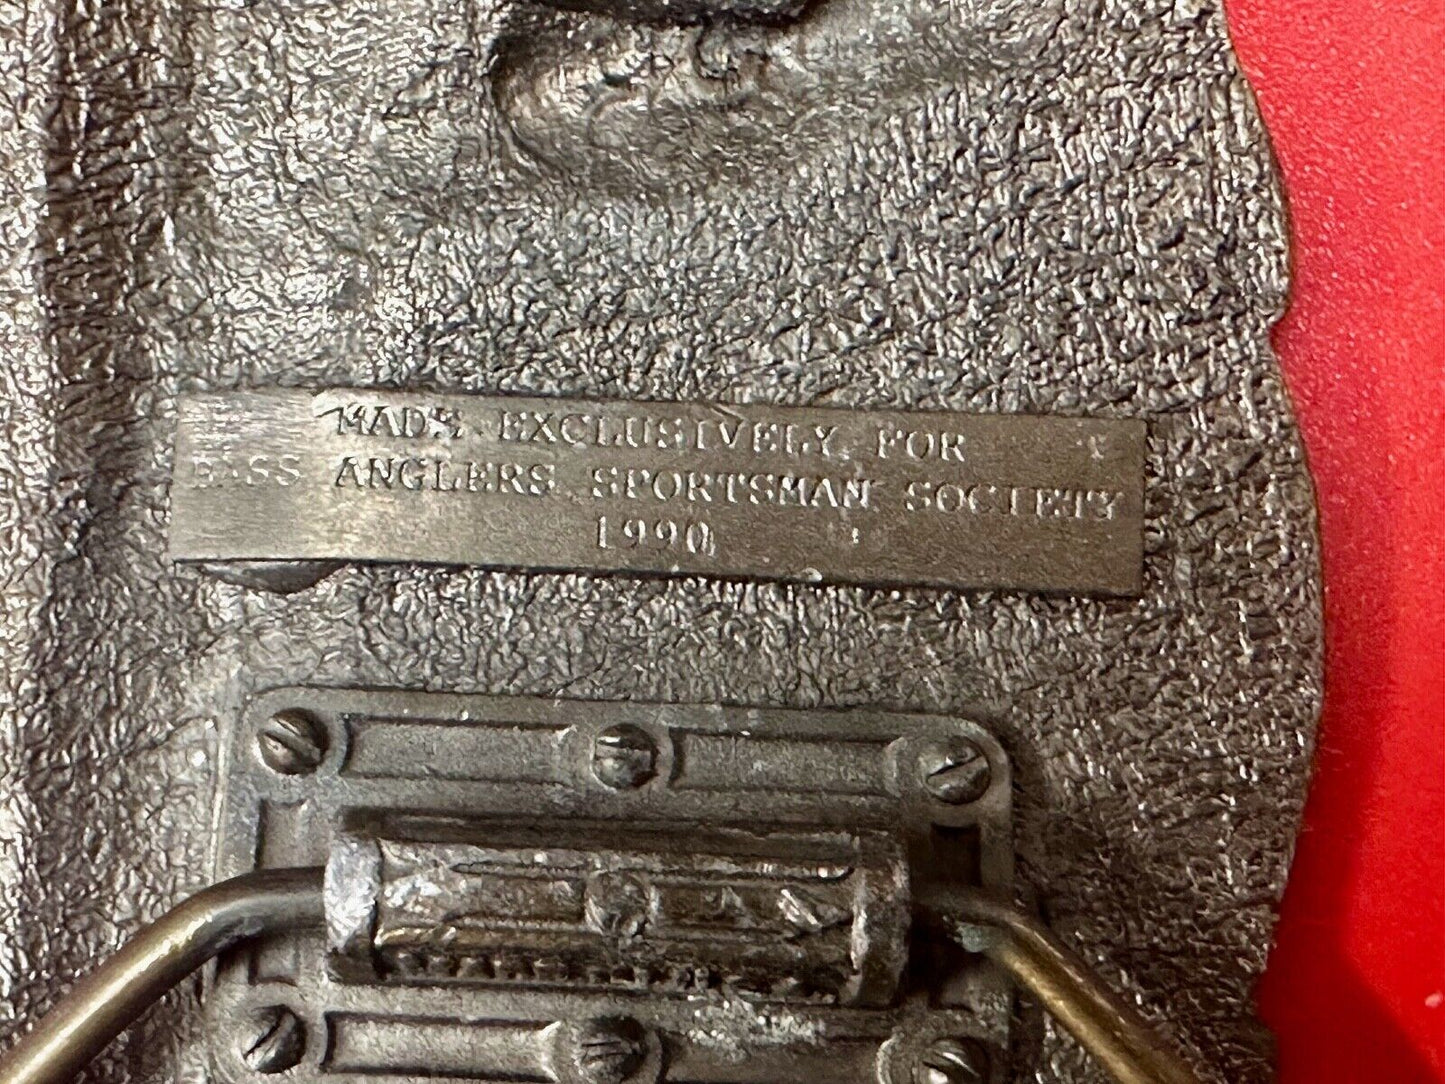 MADE EXCLUSIVELY FOR
BASS ANGLERS SPORTSMAN SOCIETY
1990